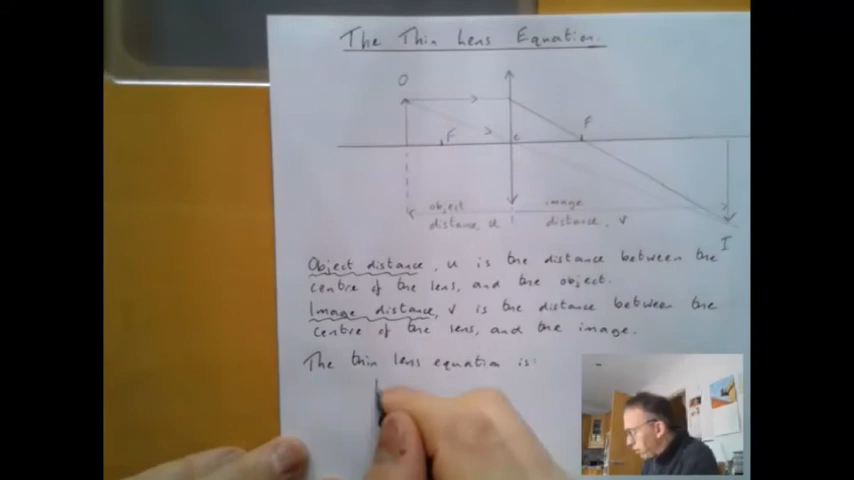 The Thin Lens Equation.
O
F
F
c
object
distance, u
image
distance, v
I
Object distance, u is the distance between the
centre of the lens, and the object.
Image distance, v is the distance between the
centre of the lens, and the image.
The thin lens equation is: